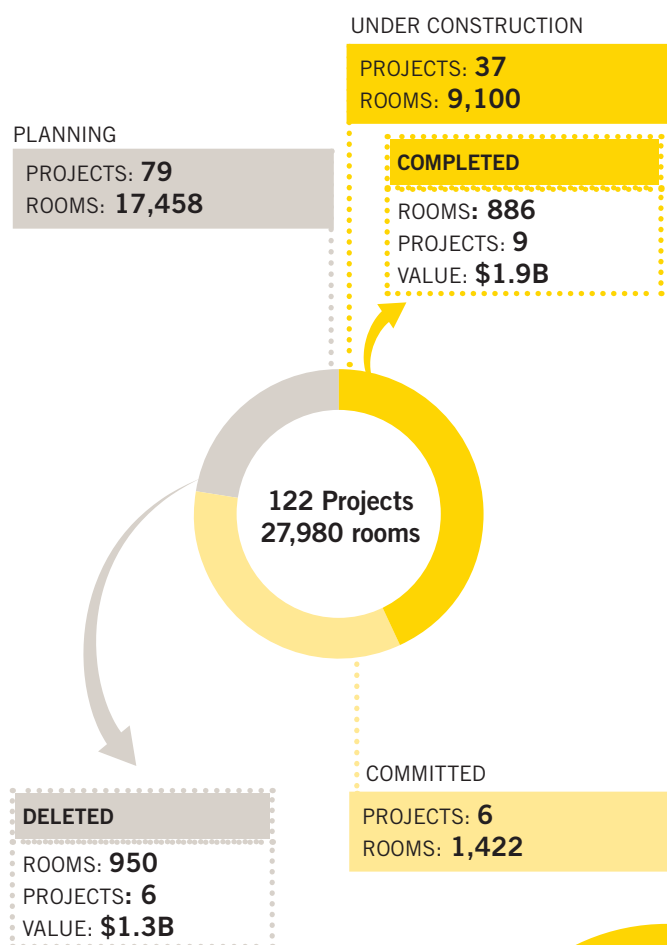 UNDER CONSTRUCTION
PROJECTS: 37
ROOMS: 9,100
PLANNING
PROJECTS: 79
ROOMS: 17,458
COMPLETED
ROOMS: 886
PROJECTS: 9
VALUE: $1.9B
122 Projects
27,980 rooms
COMMITTED
PROJECTS: 6
ROOMS: 1,422
DELETED
ROOMS: 950
PROJECTS: 6
VALUE: $1.3B